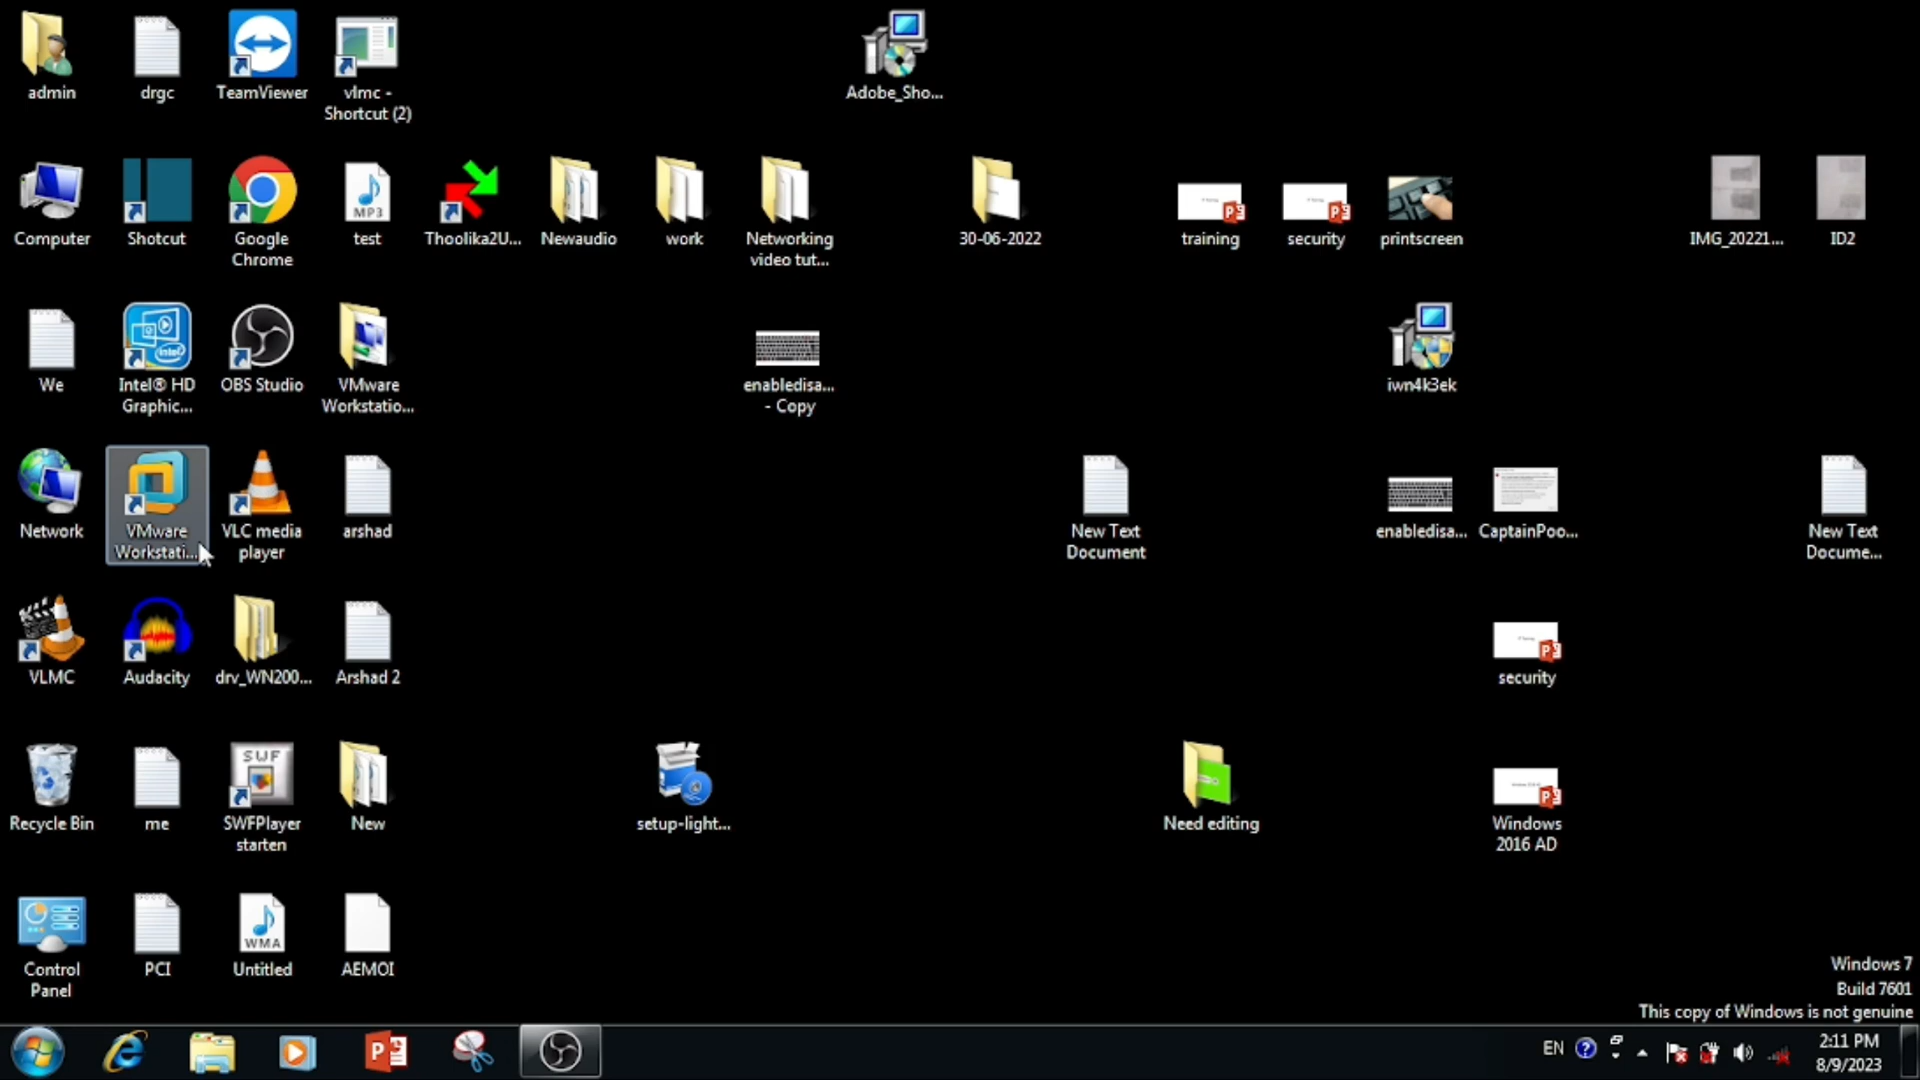 admin
drgc
TeamViewer
vlmc -
Shortcut (2)
Adobe_Sho...
Computer
Shotcut
Google
Chrome
MP3
test
Thoolika2U...
Newaudio
work
Networking
video tut...
30-06-2022
training
security
printscreen
IMG_20221...
ID2
We
intel
Intel® HD
Graphic...
OBS Studio
VMware
Workstatio...
enabledisa...
- Copy
iwn4k3ek
Network
VMware
Workstati...
VLC media
player
arshad
New Text
Document
enabledisa...
CaptainPoo...
New Text
Docume...
VLMC
Audacity
drv_WN200...
Arshad 2
security
Recycle Bin
me
SWF
SWFPlayer
starten
New
setup-light...
Need editing
Windows
2016 AD
Control
Panel
PCI
WMA
Untitled
AEMOI
Windows 7
Build 7601
This copy of Windows is not genuine
EN
2:11 PM
8/9/2023